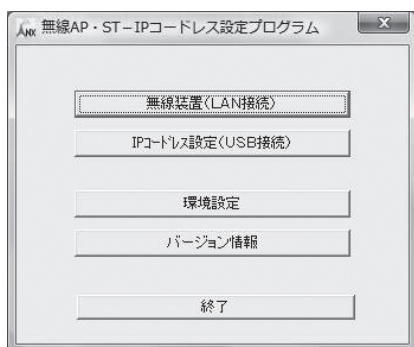 ANX 無線AP・ST－IPコードレス設定プログラム
無線装置(LAN接続)
IPｺｰﾄﾞﾚｽ設定(USB接続)
環境設定
バージョン情報
終了